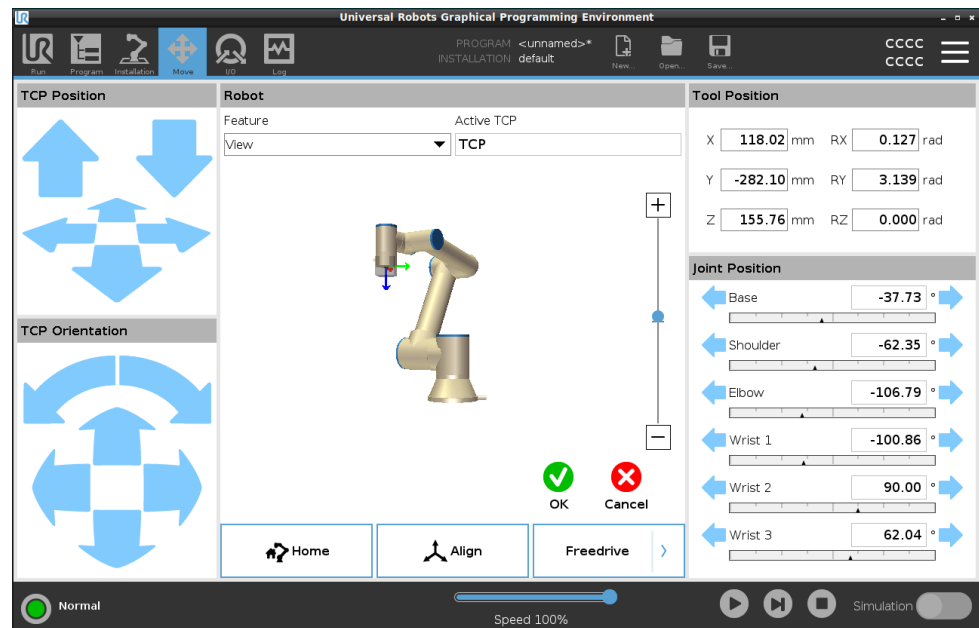 Universal Robots Graphical Programming Environment
Run Program Installation Move I/O Log
PROGRAM <unnamed>*
INSTALLATION default
New... Open... Save...
CCCC
CCCC
TCP Position
Robot
Tool Position
Feature Active TCP
View TCP
X 118.02 mm RX 0.127 rad
Y -282.10 mm RY 3.139 rad
Z 155.76 mm RZ 0.000 rad
+
−
Joint Position
Base -37.73 °
Shoulder -62.35 °
Elbow -106.79 °
Wrist 1 -100.86 °
Wrist 2 90.00 °
Wrist 3 62.04 °
TCP Orientation
OK Cancel
Home Align Freedrive
Normal
Speed 100%
Simulation